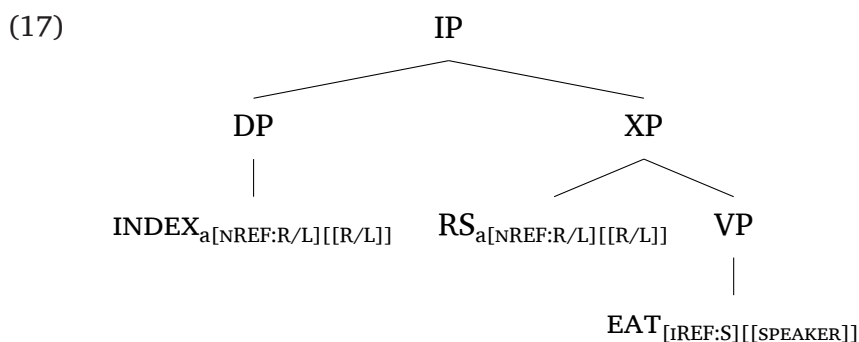 (17) IP
DP XP
INDEXa[NREF:R/L][[R/L]] RSa[NREF:R/L][[R/L]] VP
EAT[IREF:S][[SPEAKER]]